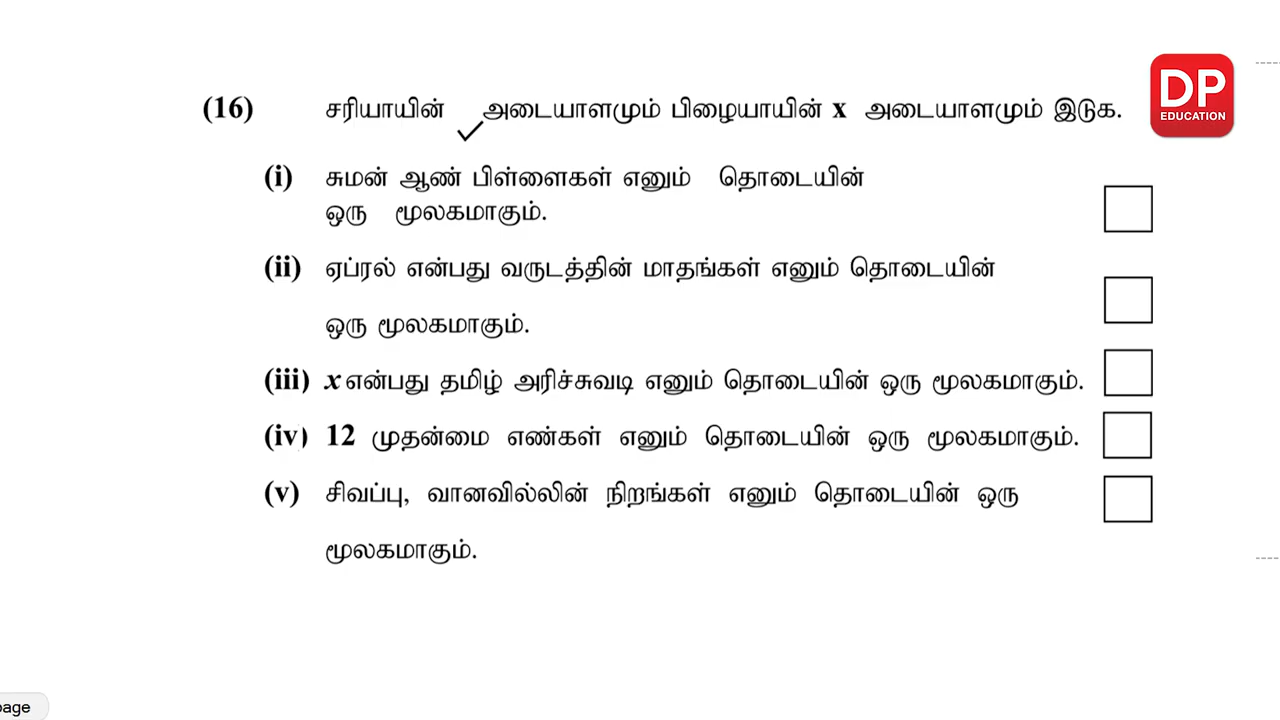 DP
EDUCATION
(16) சரியாயின் ✓ அடையாளமும் பிழையாயின் x அடையாளமும் இடுக.
(i) சுமன் ஆண் பிள்ளைகள் எனும் தொடையின்
ஒரு மூலகமாகும்.
(ii) ஏப்ரல் என்பது வருடத்தின் மாதங்கள் எனும் தொடையின்
ஒரு மூலகமாகும்.
(iii) x என்பது தமிழ் அரிச்சுவடி எனும் தொடையின் ஒரு மூலகமாகும்.
(iv) 12 முதன்மை எண்கள் எனும் தொடையின் ஒரு மூலகமாகும்.
(v) சிவப்பு, வானவில்லின் நிறங்கள் எனும் தொடையின் ஒரு
மூலகமாகும்.
page